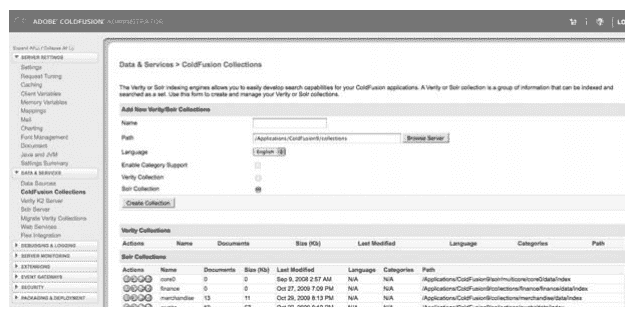 ADOBE® COLDFUSION® ADMINISTRATOR
Expand All / Collapse All
SERVER SETTINGS
Settings
Request Tuning
Caching
Client Variables
Memory Variables
Mappings
Mail
Charting
Font Management
Document
Java and JVM
Settings Summary
DATA & SERVICES
Data Sources
ColdFusion Collections
Verity K2 Server
Solr Server
Migrate Verity Collections
Web Services
Flex Integration
DEBUGGING & LOGGING
SERVER MONITORING
EXTENSIONS
EVENT GATEWAYS
SECURITY
PACKAGING & DEPLOYMENT
Data & Services > ColdFusion Collections
The Verity or Solr indexing engines allows you to easily develop search capabilities for your ColdFusion applications. A Verity or Solr collection is a group of information that can be indexed and
searched as a set. Use this form to create and manage your Verity or Solr collections.
Add New Verity/Solr Collections
Name
Path /Applications/ColdFusion9/collections Browse Server
Language English
Enable Category Support
Verity Collection
Solr Collection
Create Collection
Verity Collections
Actions Name Documents Size (Kb) Last Modified Language Categories Path
Solr Collections
Actions Name Documents Size (Kb) Last Modified Language Categories Path
core0 0 0 Sep 9, 2008 2:57 AM N/A N/A /Applications/ColdFusion9/solr/multicore/core0/data/index
finance 0 0 Oct 27, 2009 7:09 PM N/A N/A /Applications/ColdFusion9/collections/finance/finance/data/index
merchandise 13 11 Oct 29, 2009 8:13 PM N/A N/A /Applications/ColdFusion9/collections/merchandise/data/index